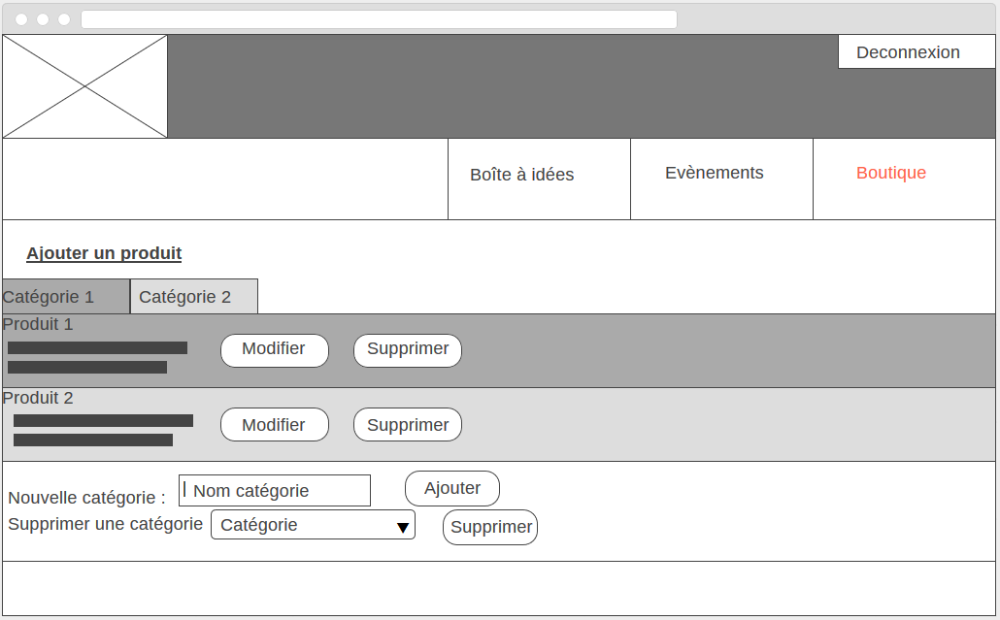 Deconnexion
Boîte à idées
Evènements
Boutique
Ajouter un produit
Catégorie 1
Catégorie 2
Produit 1
Modifier
Supprimer
Produit 2
Modifier
Supprimer
Nouvelle catégorie :
Nom catégorie
Ajouter
Supprimer une catégorie
Catégorie
Supprimer